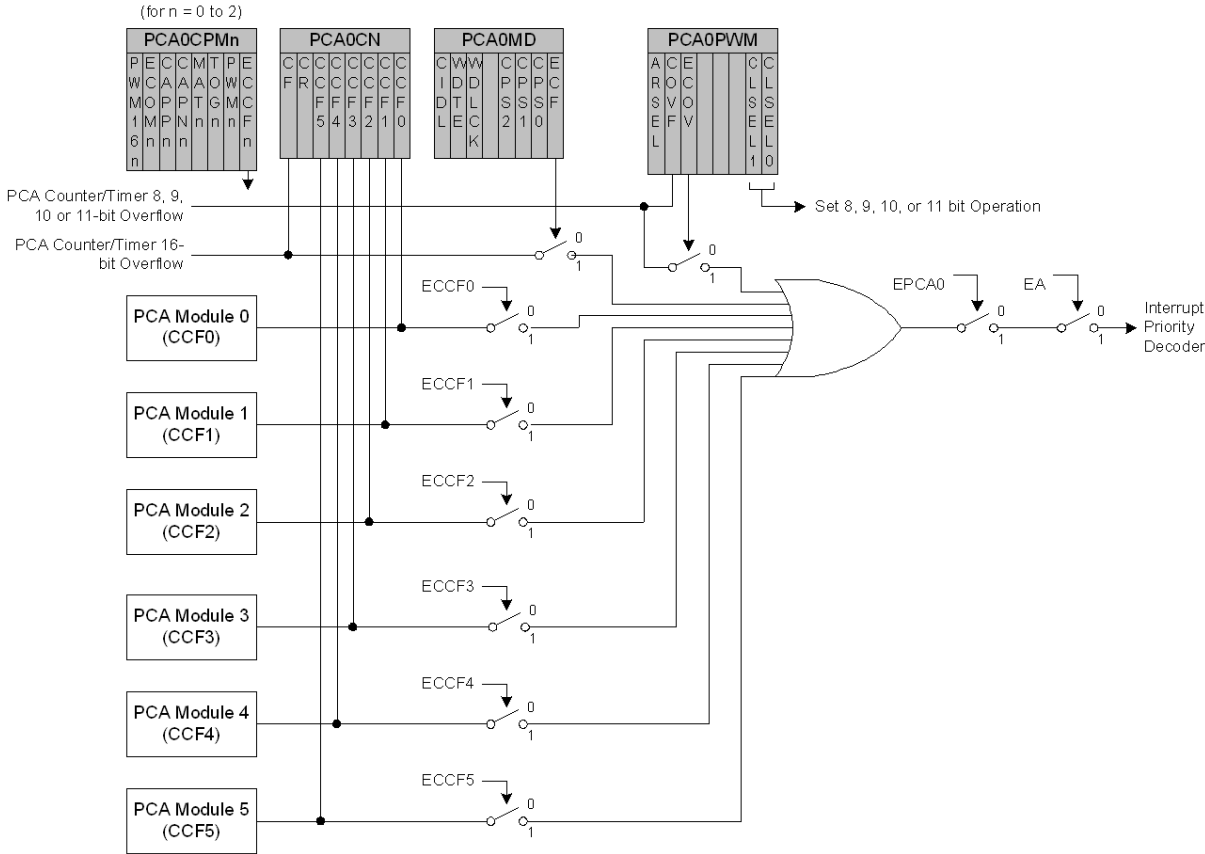 (for n = 0 to 2)
PCA0CPMn
PWM16n
ECOMn
CAPPn
CAPNn
MATn
TOGn
PWMn
ECCFn
PCA0CN
CF
CR
CCF5
CCF4
CCF3
CCF2
CCF1
CCF0
PCA0MD
CIDL
WDTE
WDLCK
CPS2
CPS1
CPS0
ECF
PCA0PWM
ARSEL
COVF
ECOV
CLSEL1
CLSEL0
PCA Counter/Timer 8, 9,
10 or 11-bit Overflow
Set 8, 9, 10, or 11 bit Operation
PCA Counter/Timer 16-
bit Overflow
0
1
0
1
PCA Module 0
(CCF0)
ECCF0
0
1
EPCA0
0
1
EA
0
1
Interrupt
Priority
Decoder
PCA Module 1
(CCF1)
ECCF1
0
1
PCA Module 2
(CCF2)
ECCF2
0
1
PCA Module 3
(CCF3)
ECCF3
0
1
PCA Module 4
(CCF4)
ECCF4
0
1
PCA Module 5
(CCF5)
ECCF5
0
1